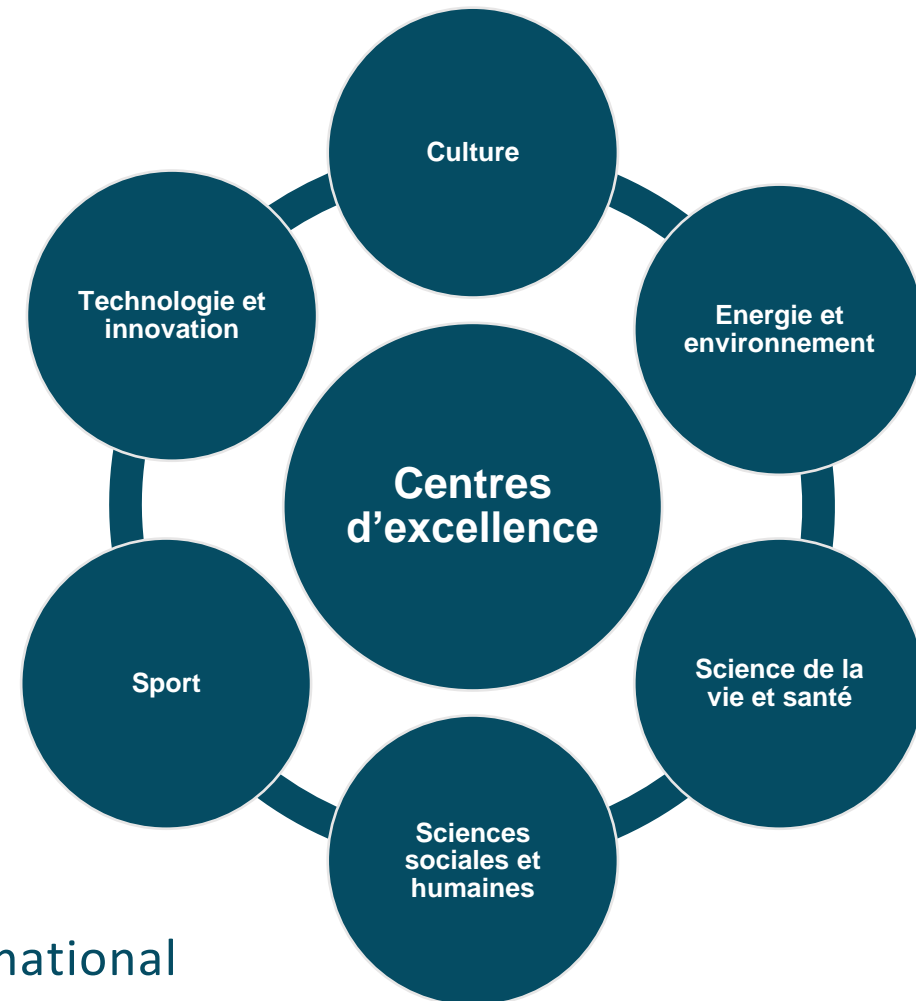 Culture
Technologie et
innovation
Energie et
environnement
Centres
d’excellence
Sport
Science de la
vie et santé
Sciences
sociales et
humaines
national